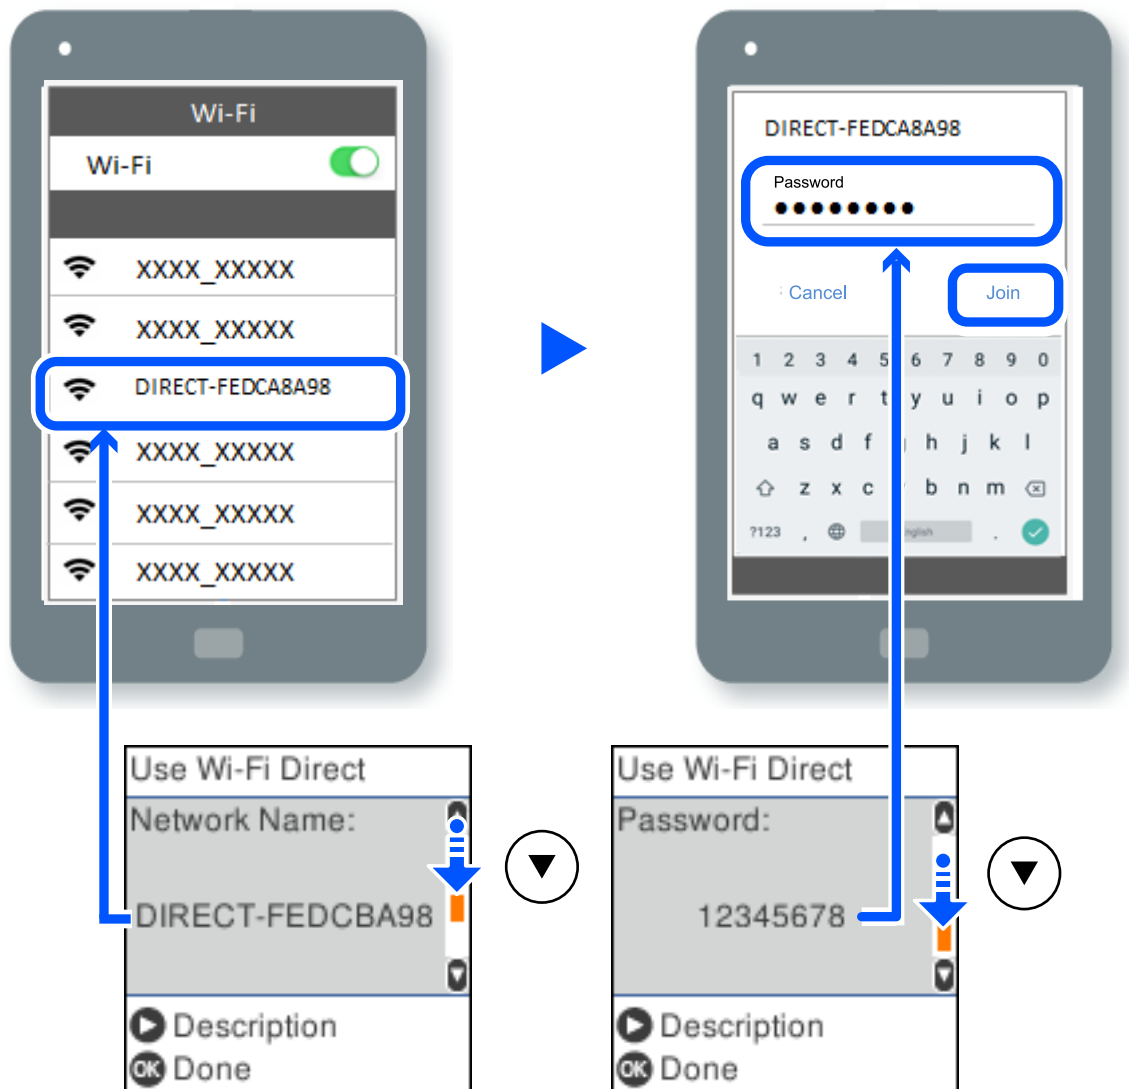 Wi-Fi
Wi-Fi
XXXX_XXXXX
XXXX_XXXXX
DIRECT-FEDCA8A98
XXXX_XXXXX
XXXX_XXXXX
XXXX_XXXXX
DIRECT-FEDCA8A98
Password
Cancel
Join
1 2 3 4 5 6 7 8 9 0
q w e r t y u i o p
a s d f h j k l
z x c b n m
?123 , .
Use Wi-Fi Direct
Network Name:
DIRECT-FEDCBA98
Description
OK Done
Use Wi-Fi Direct
Password:
12345678
Description
OK Done